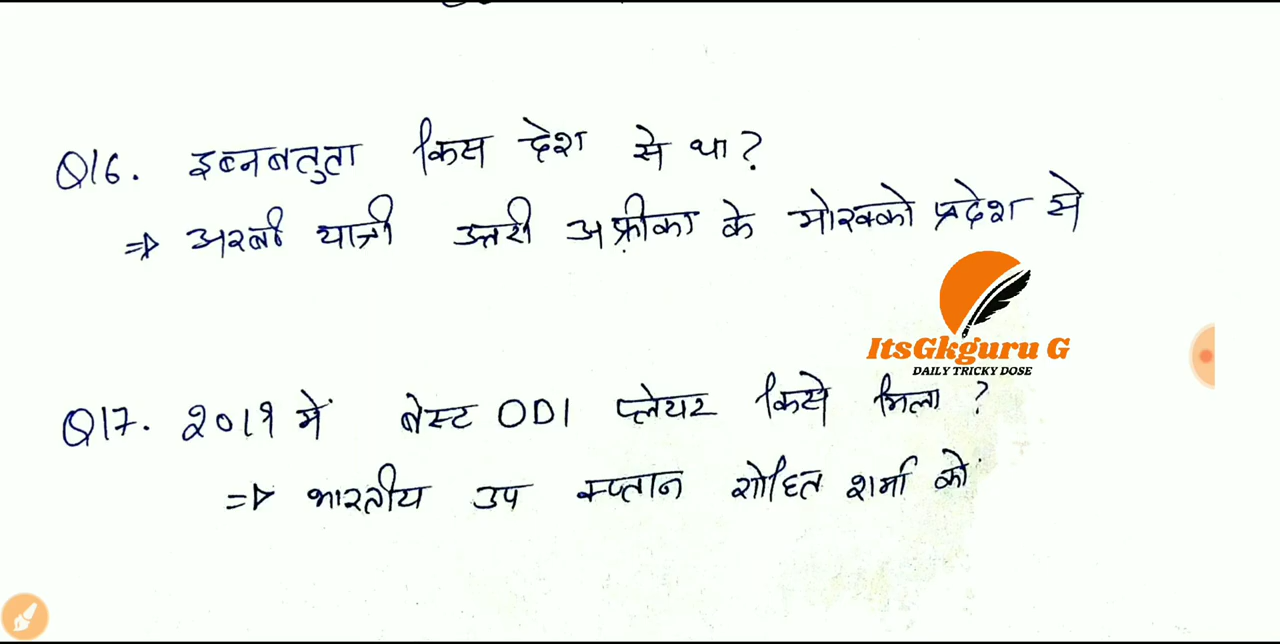 Q16. इब्नबतुता किस देश से था?
⇒ अरबी यात्री उत्तरी अफ़्रीका के मोरक्को प्रदेश से
ItsGkguru G
DAILY TRICKY DOSE
Q17. 2019 में बेस्ट ODI प्लेयर किसे मिला?
⇒ भारतीय उप कप्तान रोहित शर्मा को